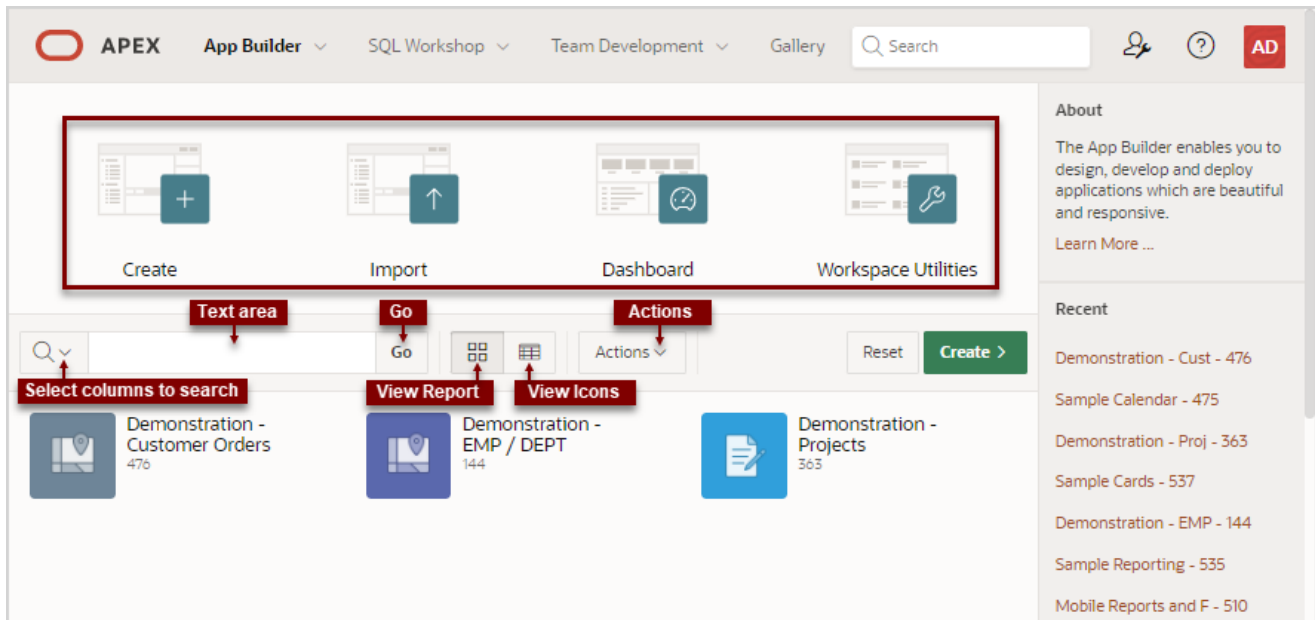 APEX App Builder SQL Workshop Team Development Gallery Search AD
Create Import Dashboard Workspace Utilities
Text area Go Actions
Go Actions Reset Create >
Select columns to search View Report View Icons
Demonstration -
Customer Orders
476
Demonstration -
EMP / DEPT
144
Demonstration -
Projects
363
About
The App Builder enables you to
design, develop and deploy
applications which are beautiful
and responsive.
Learn More ...
Recent
Demonstration - Cust - 476
Sample Calendar - 475
Demonstration - Proj - 363
Sample Cards - 537
Demonstration - EMP - 144
Sample Reporting - 535
Mobile Reports and F - 510